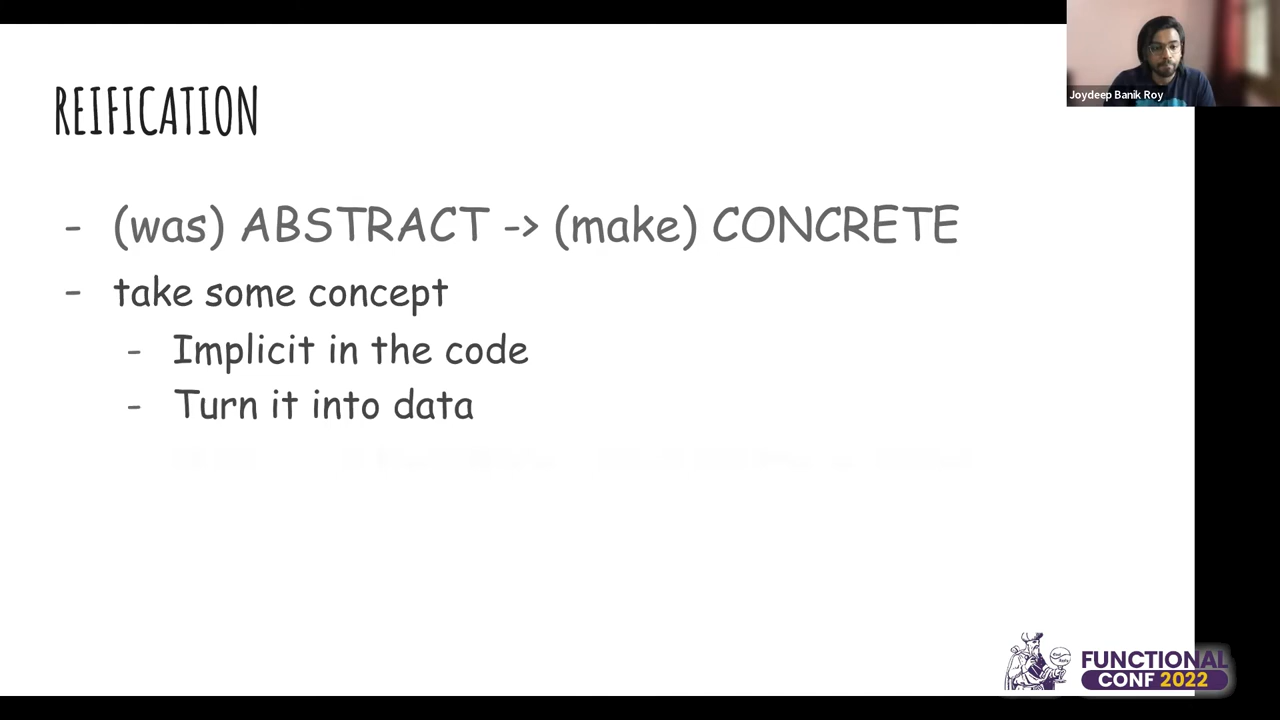 Joydeep Banik Roy
REIFICATION
- (was) ABSTRACT -> (make) CONCRETE
- take some concept
- Implicit in the code
- Turn it into data
FUNCTIONAL
CONF 2022